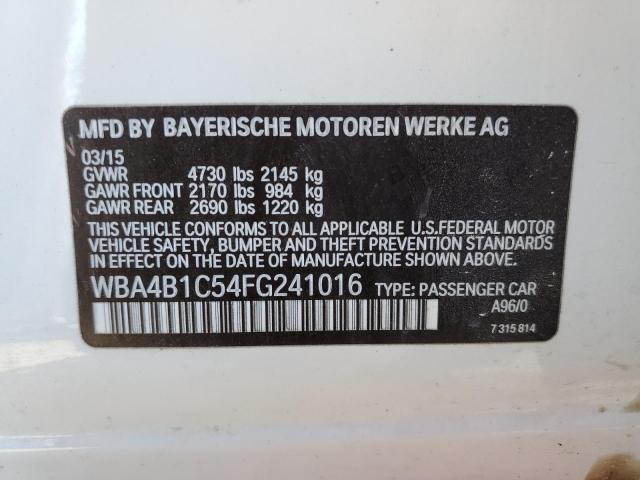 MFD BY BAYERISCHE MOTOREN WERKE AG
03/15
GVWR 4730 lbs 2145 kg
GAWR FRONT 2170 lbs 984 kg
GAWR REAR 2690 lbs 1220 kg
THIS VEHICLE CONFORMS TO ALL APPLICABLE U.S.FEDERAL MOTOR
VEHICLE SAFETY, BUMPER AND THEFT PREVENTION STANDARDS
IN EFFECT ON THE DATE OF MANUFACTURE SHOWN ABOVE.
WBA4B1C54FG241016 TYPE: PASSENGER CAR
A96/0
7 315 814